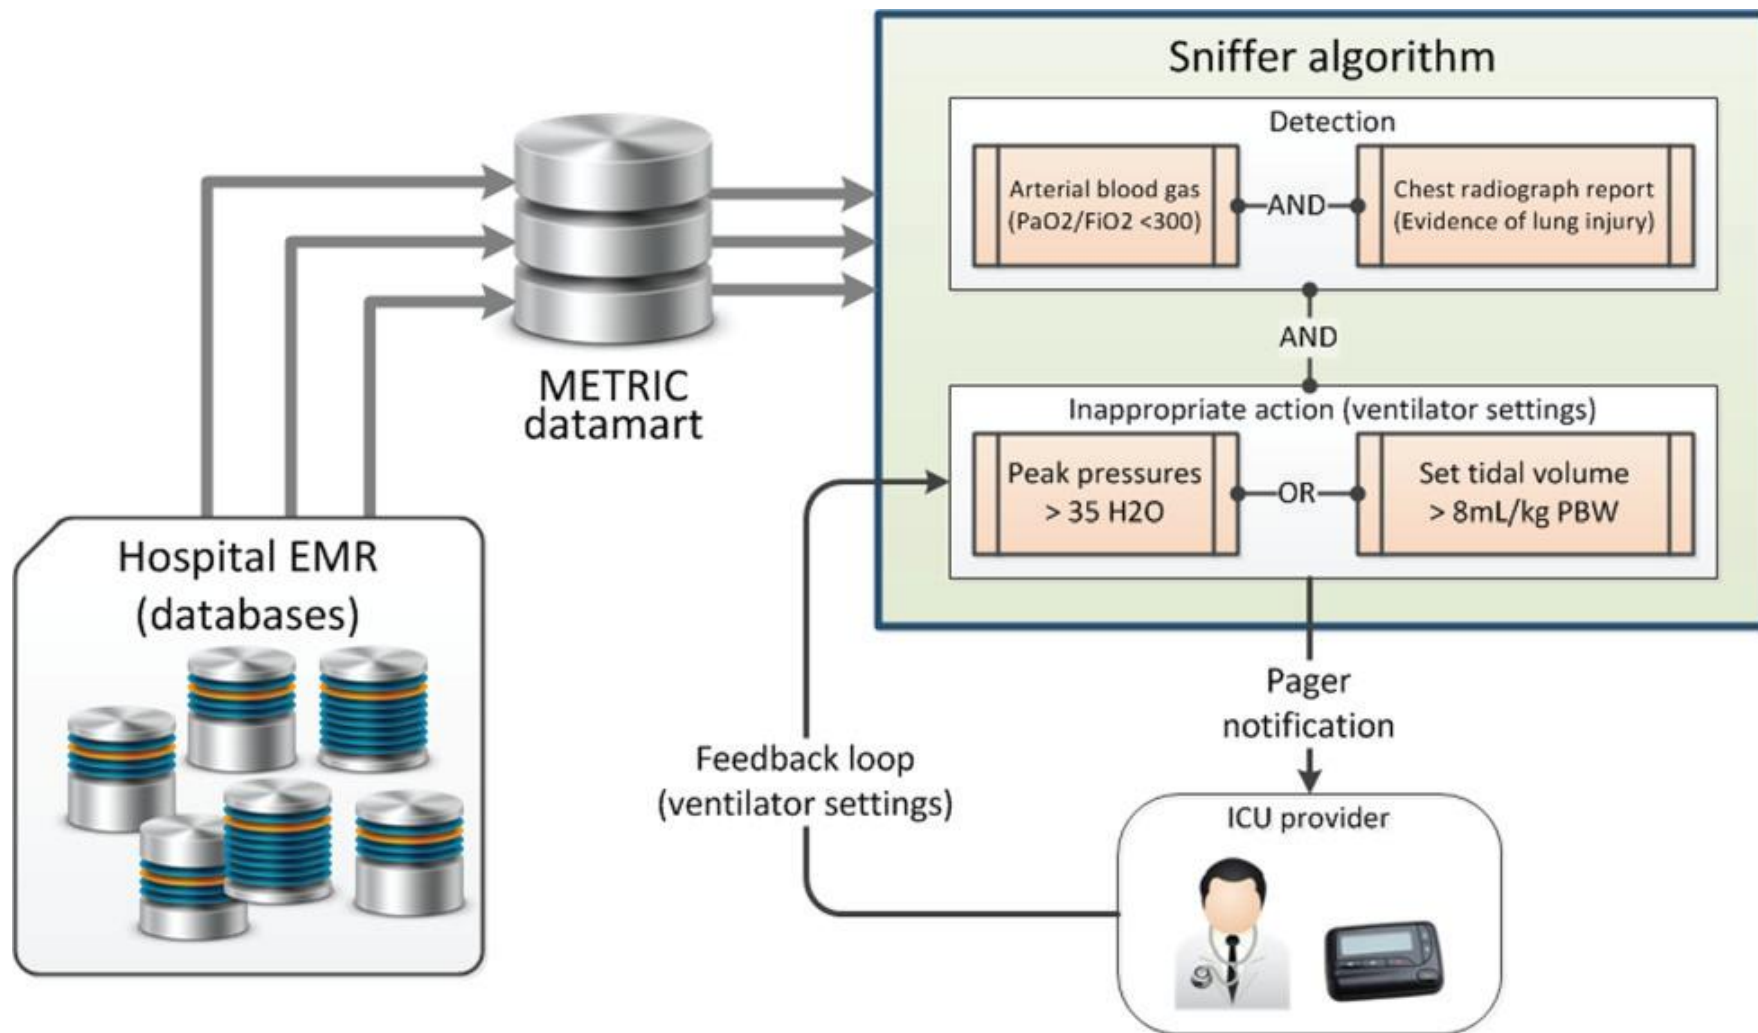 Sniffer algorithm
Detection
Arterial blood gas
(PaO2/FiO2 <300)
AND
Chest radiograph report
(Evidence of lung injury)
AND
METRIC
datamart
Inappropriate action (ventilator settings)
Peak pressures
> 35 H2O
OR
Set tidal volume
> 8mL/kg PBW
Hospital EMR
(databases)
Pager
notification
Feedback loop
(ventilator settings)
ICU provider